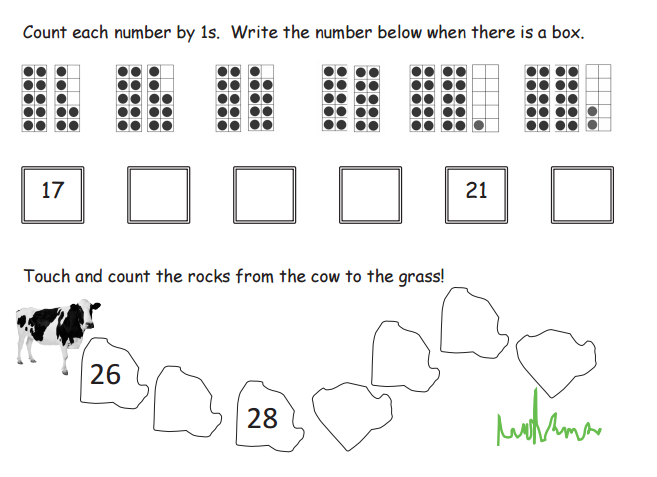 Count each number by 1s. Write the number below when there is a box.
17 21
Touch and count the rocks from the cow to the grass!
26
28